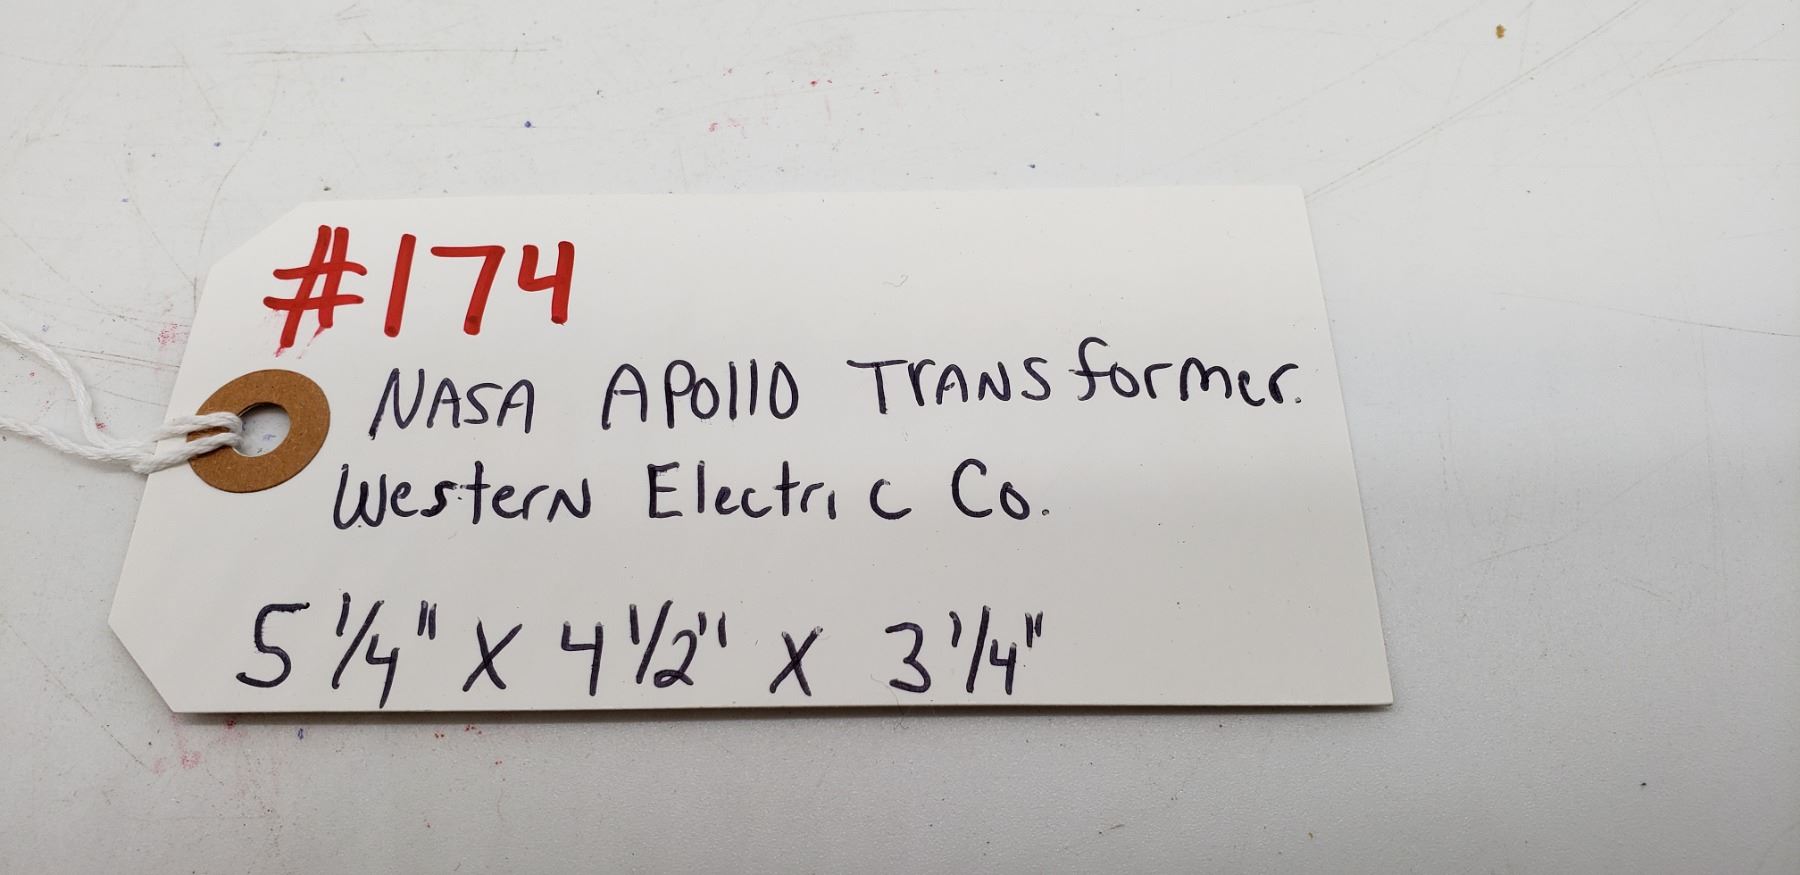 #174
NASA APollO TrANSformer.
WesterN Electric Co.
5 1/4" X 4 1/2" X 3 1/4"